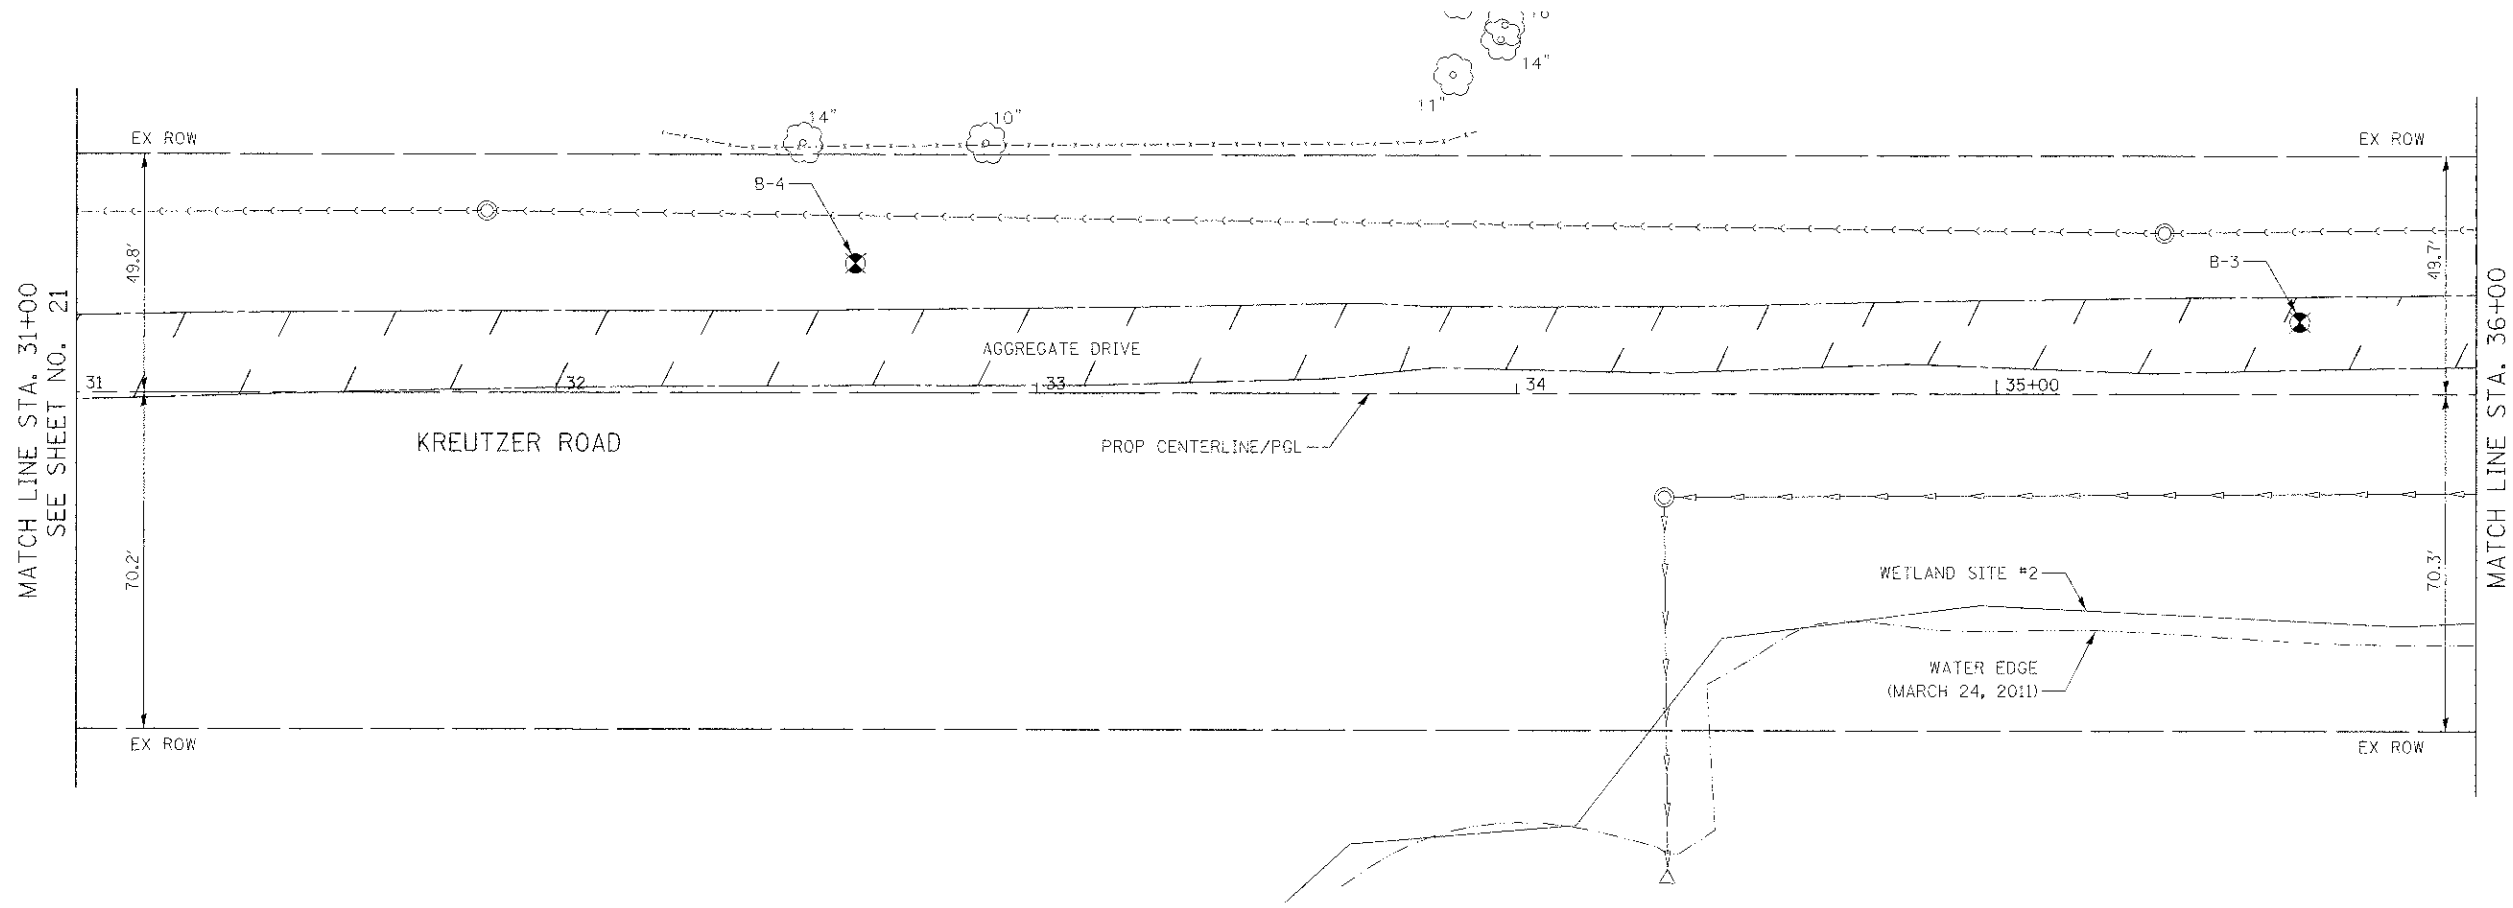 14"
11"
14"
10"
EX ROW
EX ROW
B-4
49.8'
B-3
49.7'
MATCH LINE STA. 31+00
SEE SHEET NO. 21
AGGREGATE DRIVE
31
32
33
34
35+00
KREUTZER ROAD
PROP CENTERLINE/PGL
MATCH LINE STA. 36+00
70.2'
70.3'
WETLAND SITE #2
WATER EDGE
(MARCH 24, 2011)
EX ROW
EX ROW